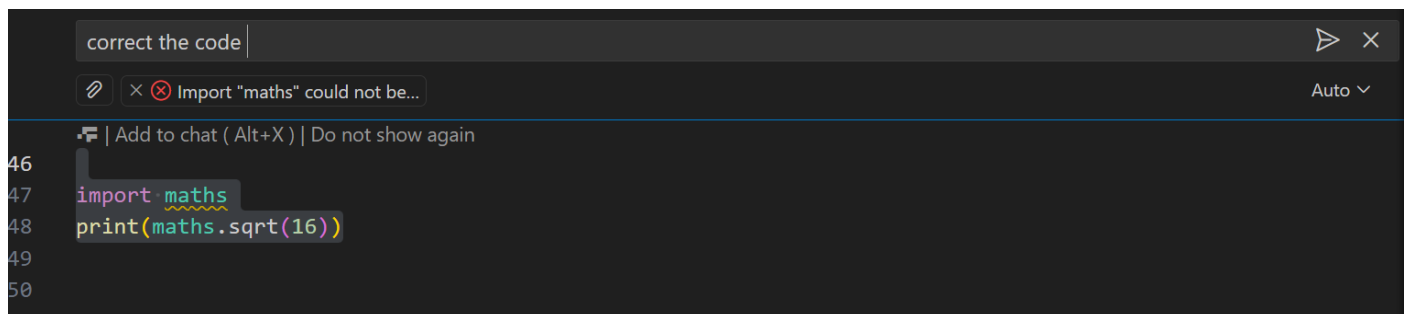 correct the code
Import "maths" could not be...
Auto
| Add to chat ( Alt+X ) | Do not show again
46
47 import maths
48 print(maths.sqrt(16))
49
50